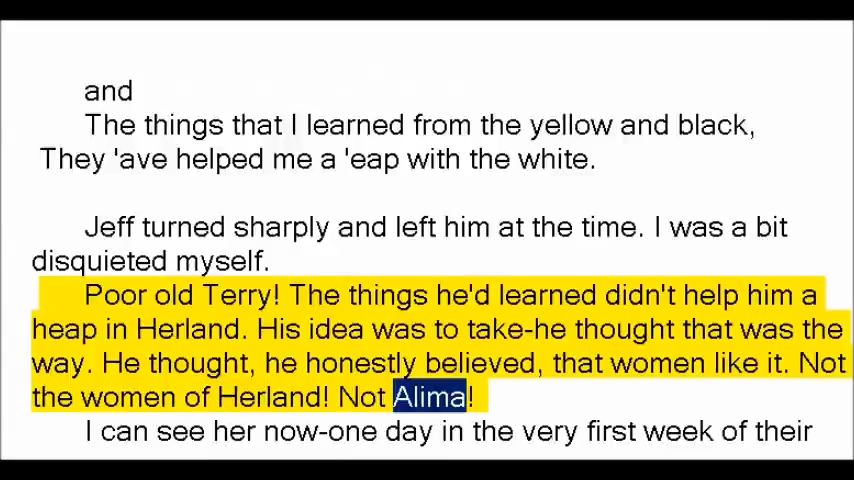 and
The things that I learned from the yellow and black,
They 'ave helped me a 'eap with the white.
Jeff turned sharply and left him at the time. I was a bit
disquieted myself.
Poor old Terry! The things he'd learned didn't help him a
heap in Herland. His idea was to take-he thought that was the
way. He thought, he honestly believed, that women like it. Not
the women of Herland! Not Alima!
I can see her now-one day in the very first week of their